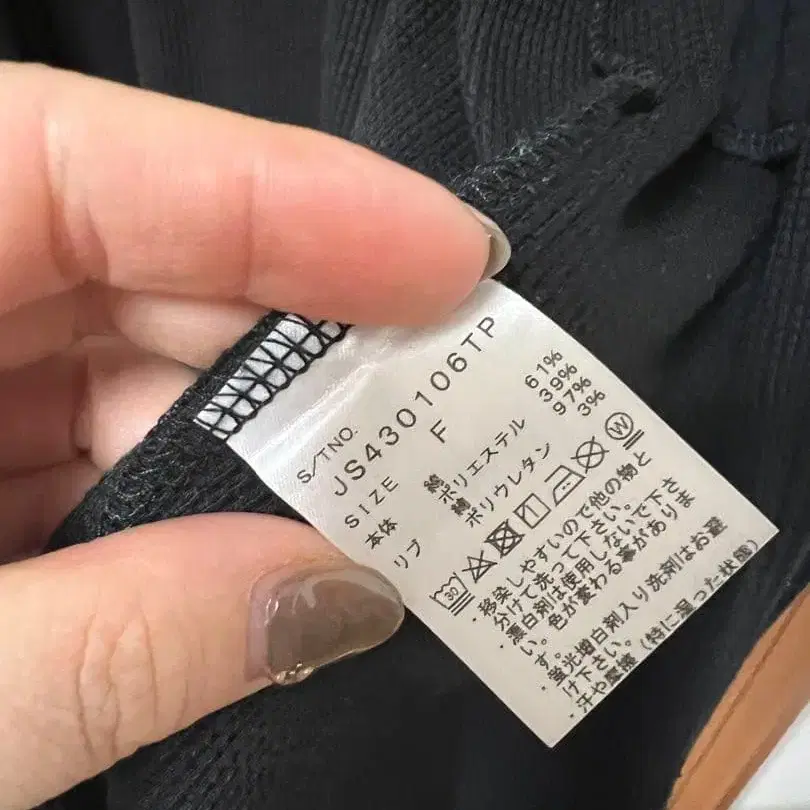 S/TNO.
JS430106TP
SIZE F
本体 綿 61%
ポリエステル 39%
リブ 綿 97%
ポリウレタン 3%
30 W
・移染しやすいので他の物と
分けて洗って下さい。
・漂白剤は使用しないで下さ
い。色が変わる事がありま
す。
・蛍光増白剤入り洗剤はお避
け下さい。
・汗や摩擦(特に湿った状態)